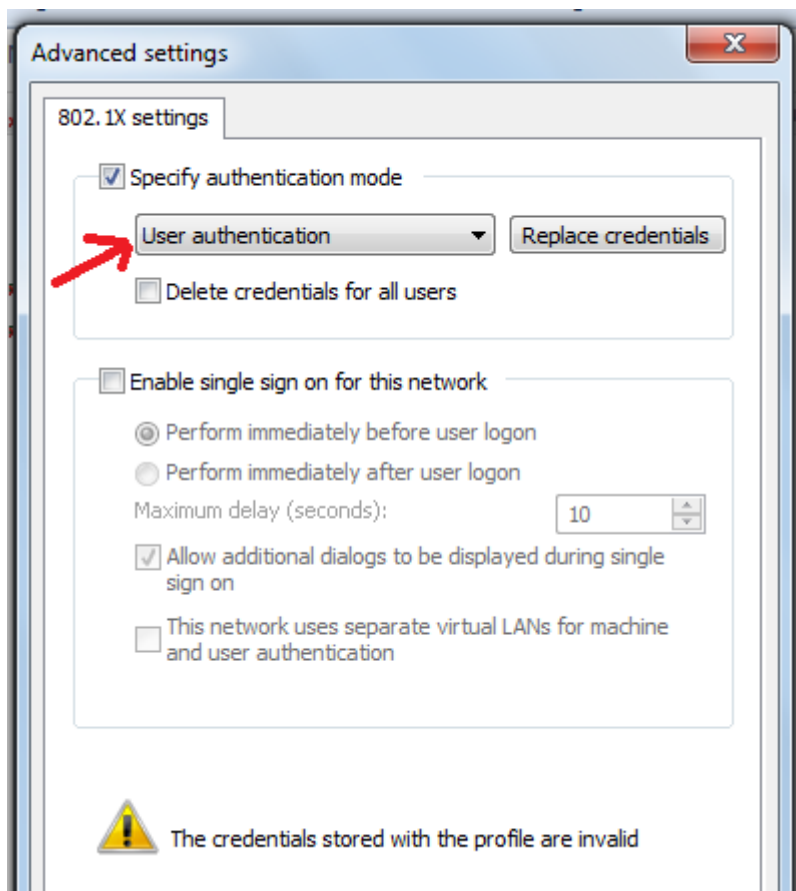 Advanced settings
802.1X settings
Specify authentication mode
User authentication
Replace credentials
Delete credentials for all users
Enable single sign on for this network
Perform immediately before user logon
Perform immediately after user logon
Maximum delay (seconds):
10
Allow additional dialogs to be displayed during single
sign on
This network uses separate virtual LANs for machine
and user authentication
The credentials stored with the profile are invalid